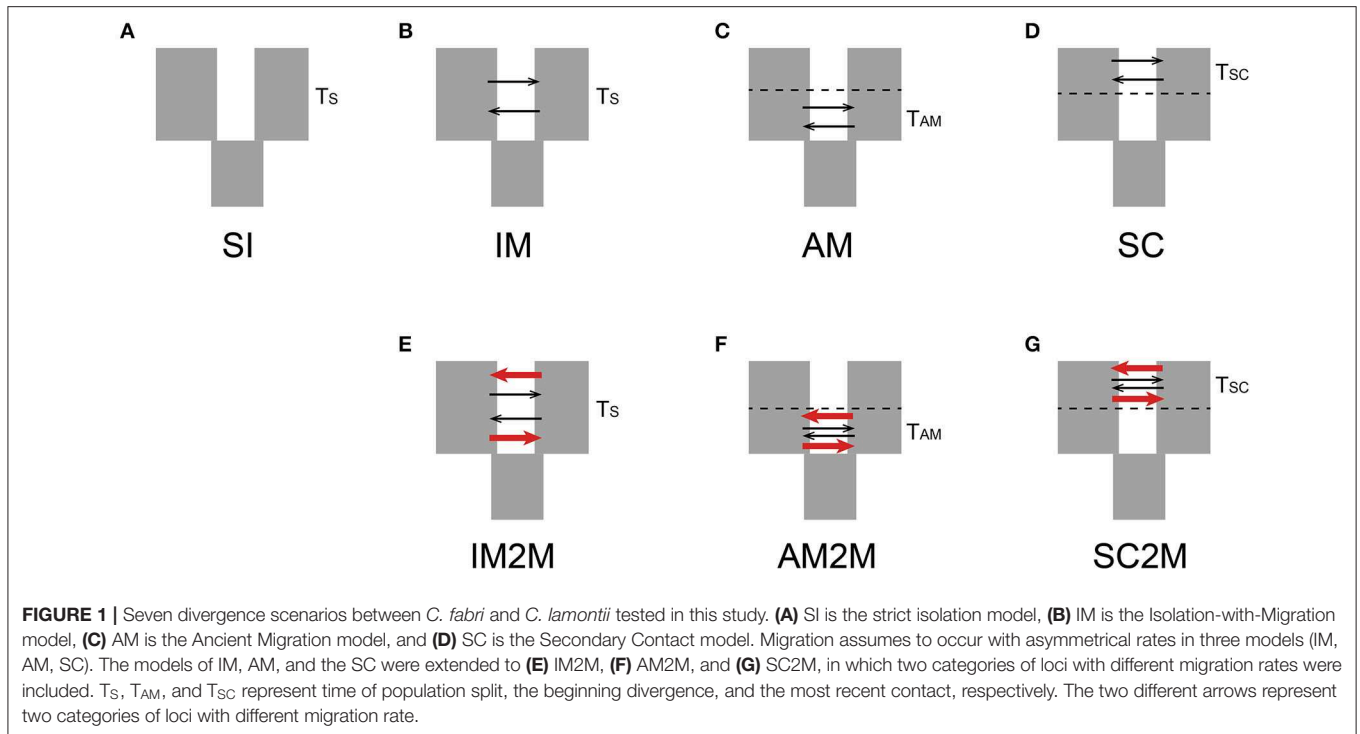 A
B
C
D
TS
TS
TAM
TSC
SI
IM
AM
SC
E
F
G
TS
TAM
TSC
IM2M
AM2M
SC2M
FIGURE 1 | Seven divergence scenarios between C. fabri and C. lamontii tested in this study. (A) SI is the strict isolation model, (B) IM is the Isolation-with-Migration
model, (C) AM is the Ancient Migration model, and (D) SC is the Secondary Contact model. Migration assumes to occur with asymmetrical rates in three models (IM,
AM, SC). The models of IM, AM, and the SC were extended to (E) IM2M, (F) AM2M, and (G) SC2M, in which two categories of loci with different migration rates were
included. TS, TAM, and TSC represent time of population split, the beginning divergence, and the most recent contact, respectively. The two different arrows represent
two categories of loci with different migration rate.